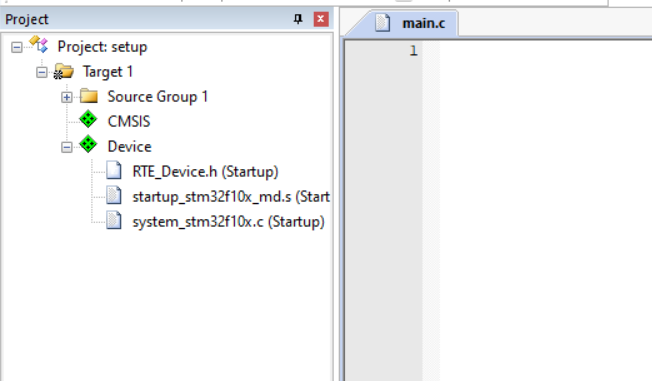 Project
Project: setup
Target 1
Source Group 1
CMSIS
Device
RTE_Device.h (Startup)
startup_stm32f10x_md.s (Start
system_stm32f10x.c (Startup)
main.c
1